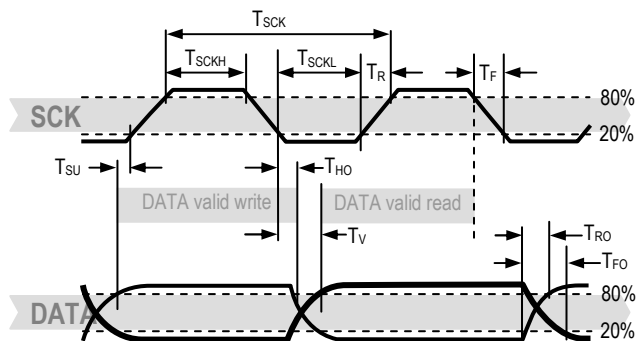 TSCK
TSCKH
TSCKL
TR
TF
SCK
80%
20%
TSU
THO
DATA valid write
DATA valid read
TV
TRO
TFO
DATA
80%
20%